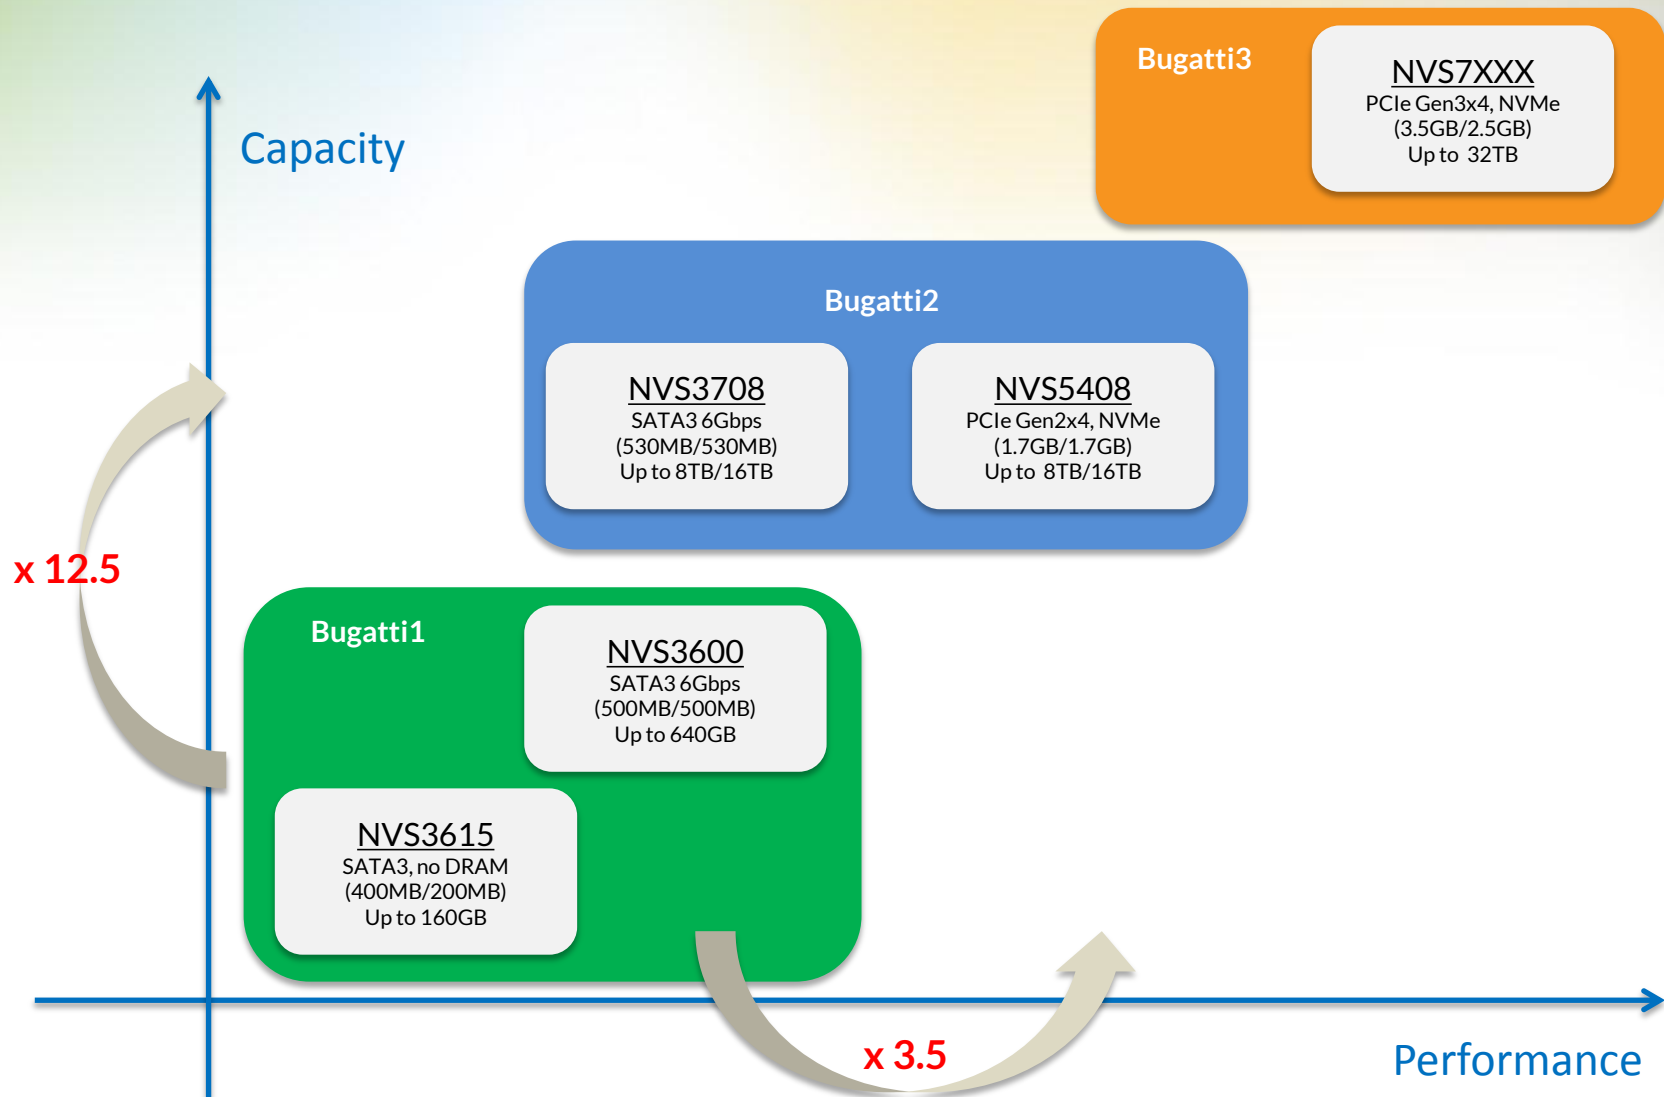 Bugatti3
NVS7XXX
PCIe Gen3x4, NVMe
(3.5GB/2.5GB)
Up to 32TB
Capacity
Bugatti2
NVS3708
SATA3 6Gbps
(530MB/530MB)
Up to 8TB/16TB
NVS5408
PCIe Gen2x4, NVMe
(1.7GB/1.7GB)
Up to 8TB/16TB
x 12.5
Bugatti1
NVS3600
SATA3 6Gbps
(500MB/500MB)
Up to 640GB
NVS3615
SATA3, no DRAM
(400MB/200MB)
Up to 160GB
x 3.5
Performance